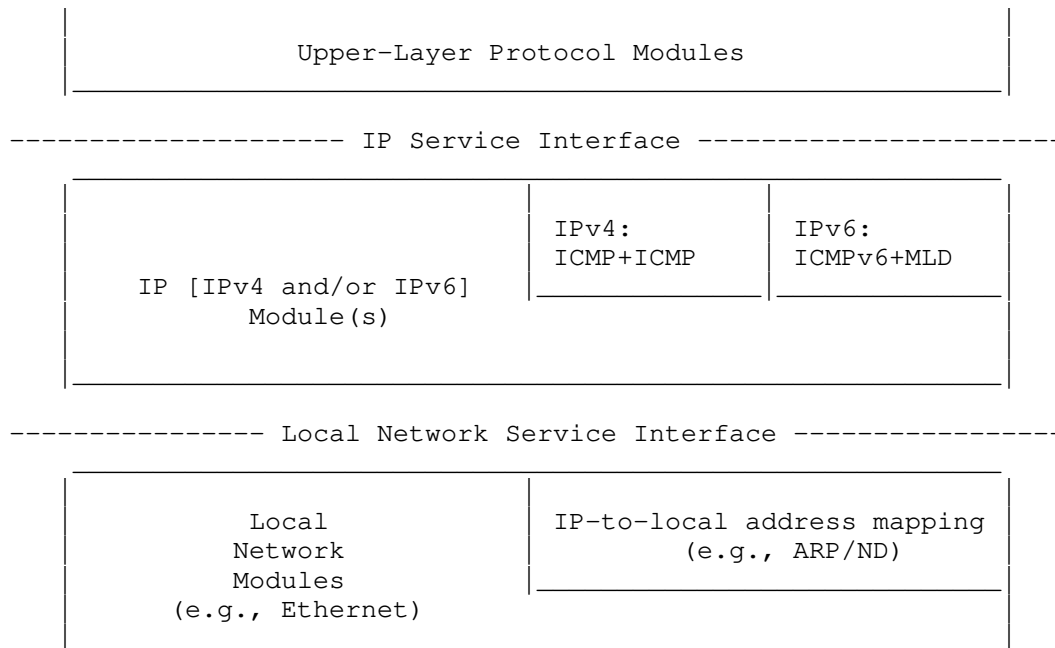 Upper-Layer Protocol Modules
IP Service Interface
IPv4:
IPv6:
ICMP+ICMP
ICMPv6+MLD
IP [IPv4 and/or IPv6]
Module(s)
Local Network Service Interface
Local
IP-to-local address mapping
Network
(e.g., ARP/ND)
Modules
(e.g., Ethernet)